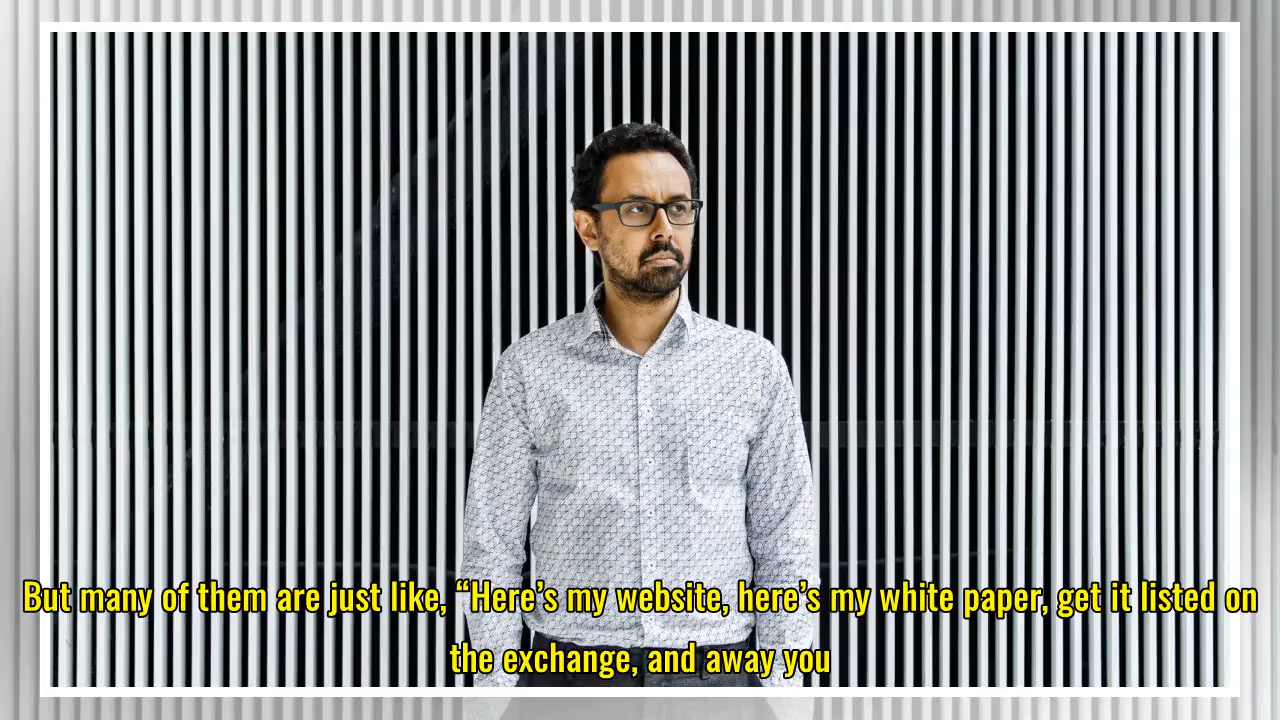 But many of them are just like, “Here’s my website, here’s my white paper, get it listed on
the exchange, and away you